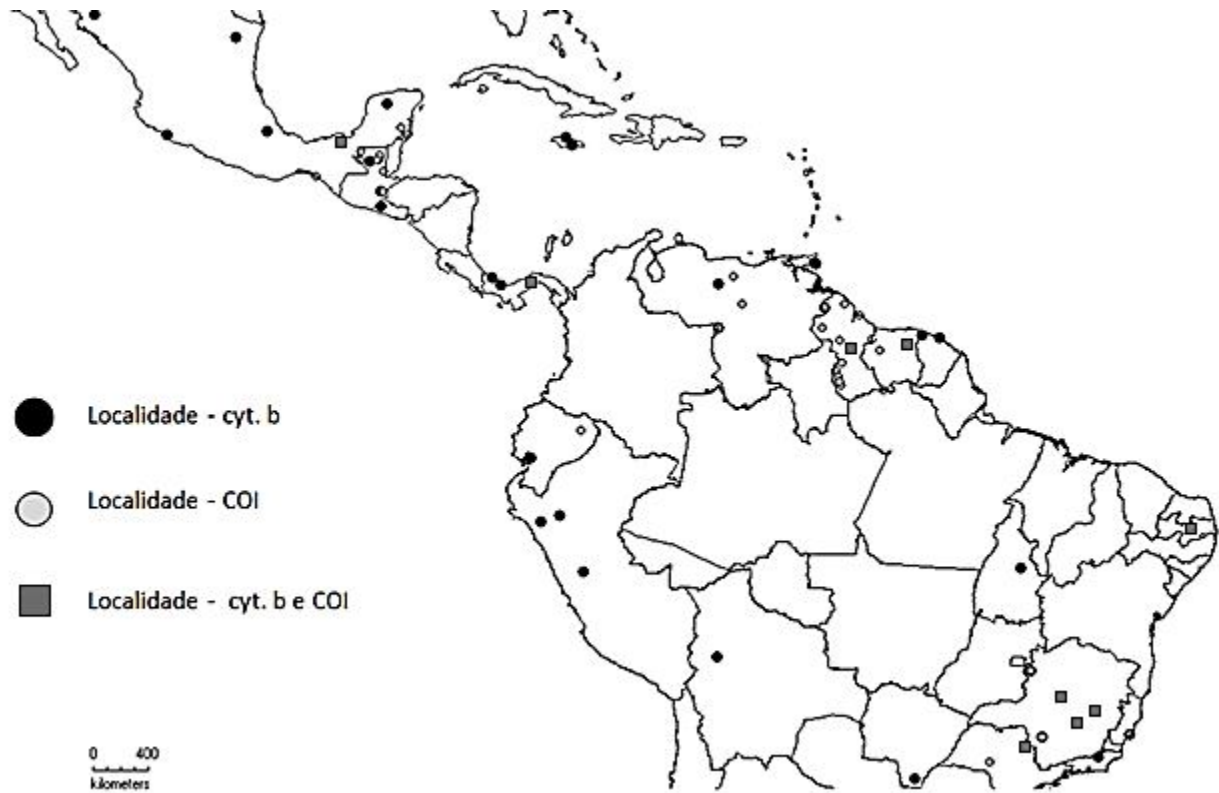 Localidade - cyt. b
Localidade - COI
Localidade - cyt. b e COI
0 400
kilometers